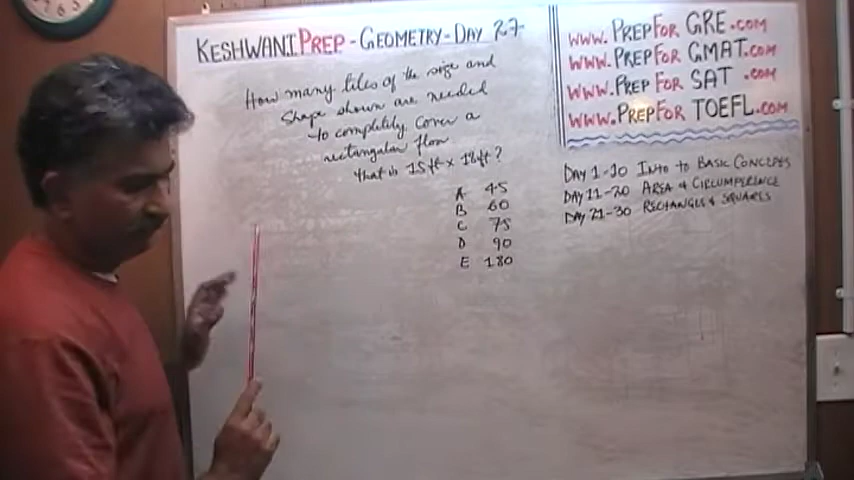 KESHWANI PREP - GEOMETRY - DAY 27
How many tiles of the size and
Shape shown are needed
to completely cover a
rectangular floor
that is 15ft x 18ft?
A 45
B 60
C 75
D 90
E 180
www.PREPFOR GRE.COM
www.PREPFOR GMAT.COM
www.PREPFOR SAT.COM
www.PREPFOR TOEFL.COM
DAY 1-10 INTO TO BASIC CONCEPTS
DAY 11-20 AREA & CIRCUMFERENCE
DAY 21-30 RECHANGLES & SQUARES